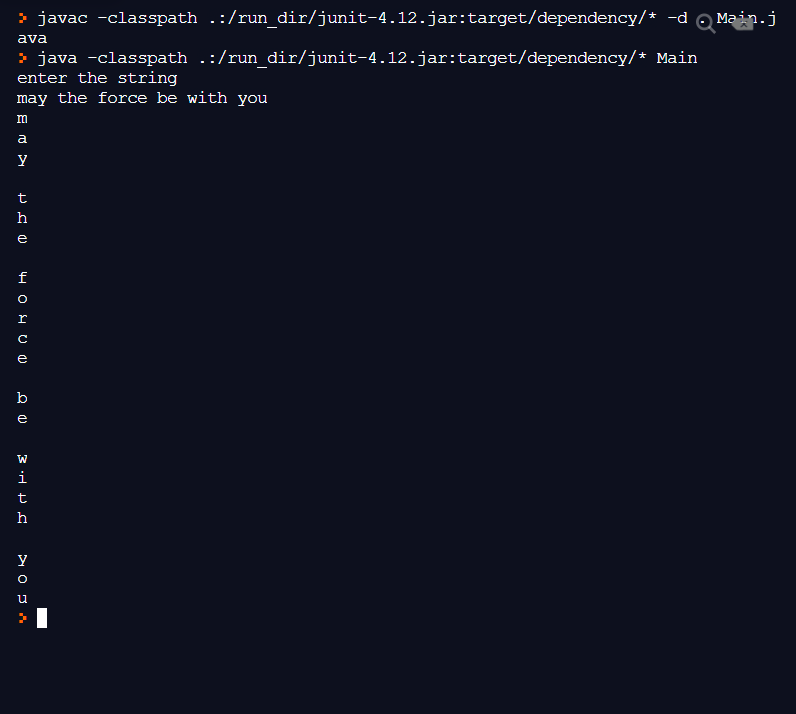 > javac -classpath .:/run_dir/junit-4.12.jar:target/dependency/* -d . Main.j
ava
> java -classpath .:/run_dir/junit-4.12.jar:target/dependency/* Main
enter the string
may the force be with you
m
a
y

t
h
e

f
o
r
c
e

b
e

w
i
t
h

y
o
u
>